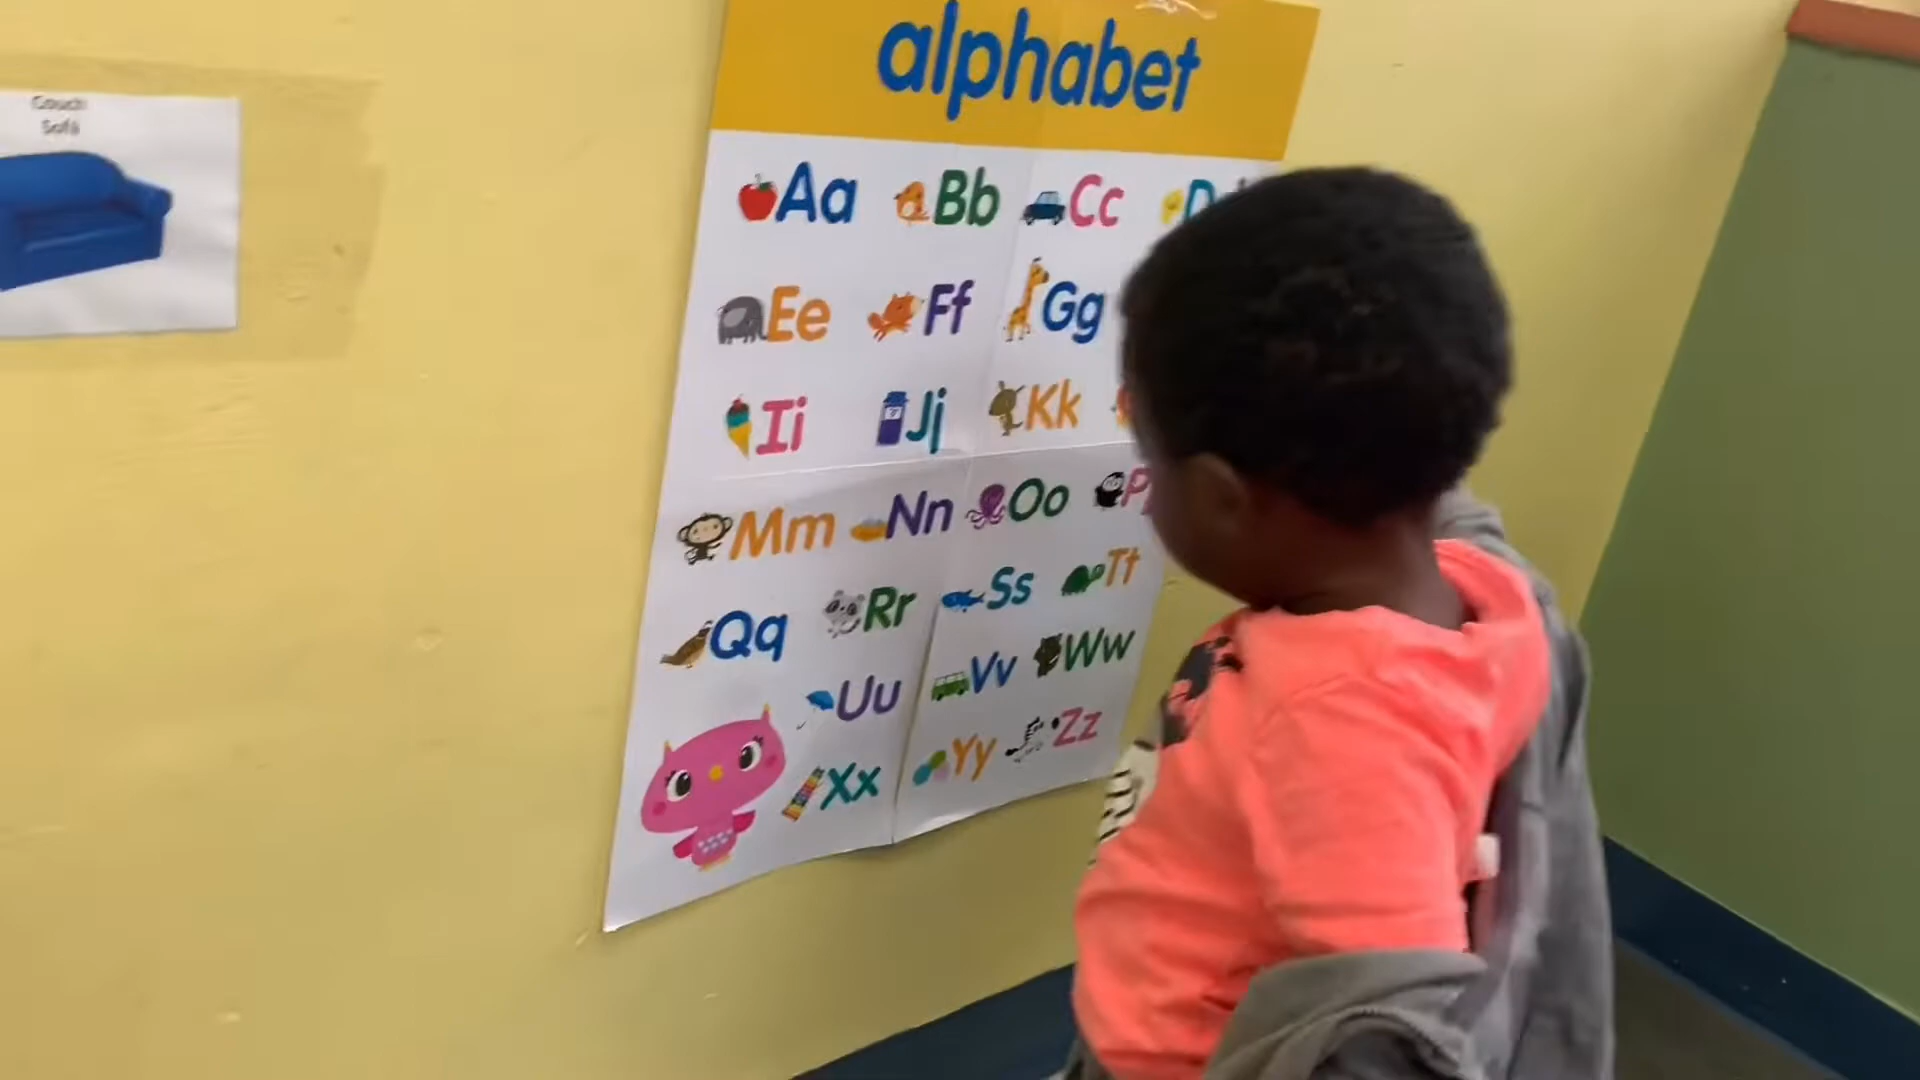 alphabet
Couch
Sofá
Aa Bb Cc D
Ee Ff Gg
Ii Jj Kk
Mm Nn Oo Pp
Qq Rr Ss Tt
Uu Vv Ww
Xx Yy Zz